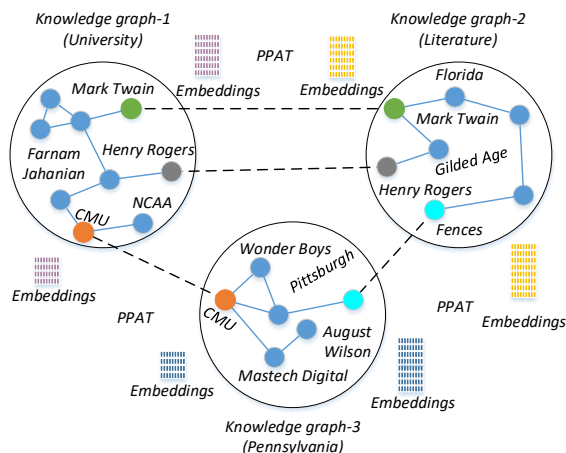 Knowledge graph-1
(University)
PPAT
Knowledge graph-2
(Literature)
Embeddings
Embeddings
Mark Twain
Florida
Mark Twain
Farnam
Jahanian
Henry Rogers
Gilded Age
NCAA
CMU
Henry Rogers
Fences
Wonder Boys
Pittsburgh
Embeddings
PPAT
CMU
August
Wilson
Mastech Digital
PPAT
Embeddings
Embeddings
Embeddings
Knowledge graph-3
(Pennsylvania)